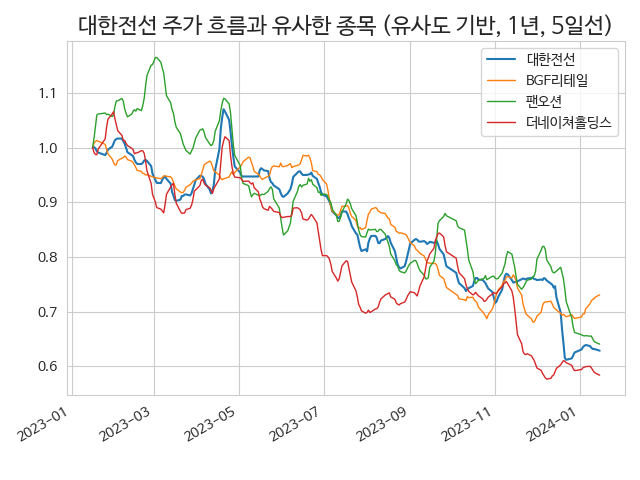 대한전선 주가 흐름과 유사한 종목 (유사도 기반, 1년, 5일선)
대한전선
BGF리테일
팬오션
더네이쳐홀딩스
1.1
1.0
0.9
0.8
0.7
0.6
2023-01
2023-03
2023-05
2023-07
2023-09
2023-11
2024-01